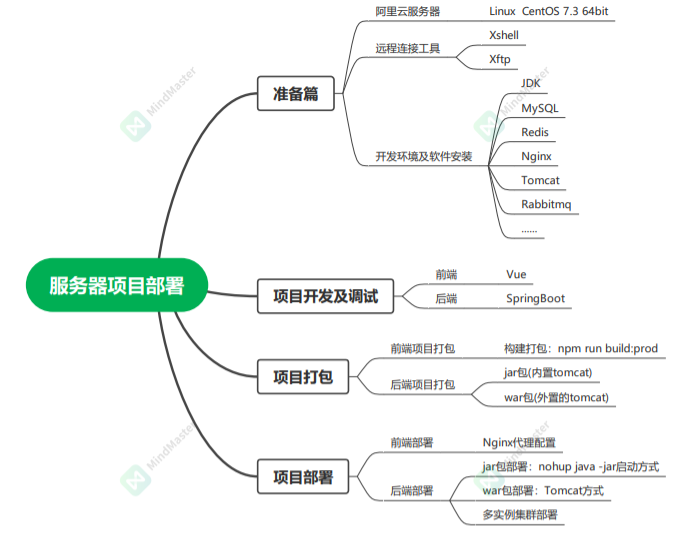 服务器项目部署
准备篇
阿里云服务器
Linux CentOS 7.3 64bit
远程连接工具
Xshell
Xftp
开发环境及软件安装
JDK
MySQL
Redis
Nginx
Tomcat
Rabbitmq
......
项目开发及调试
前端
Vue
后端
SpringBoot
项目打包
前端项目打包
构建打包：npm run build:prod
后端项目打包
jar包(内置tomcat)
war包(外置的tomcat)
项目部署
前端部署
Nginx代理配置
后端部署
jar包部署：nohup java -jar启动方式
war包部署：Tomcat方式
多实例集群部署
MindMaster
MindMaster
MindMaster
MindMaster